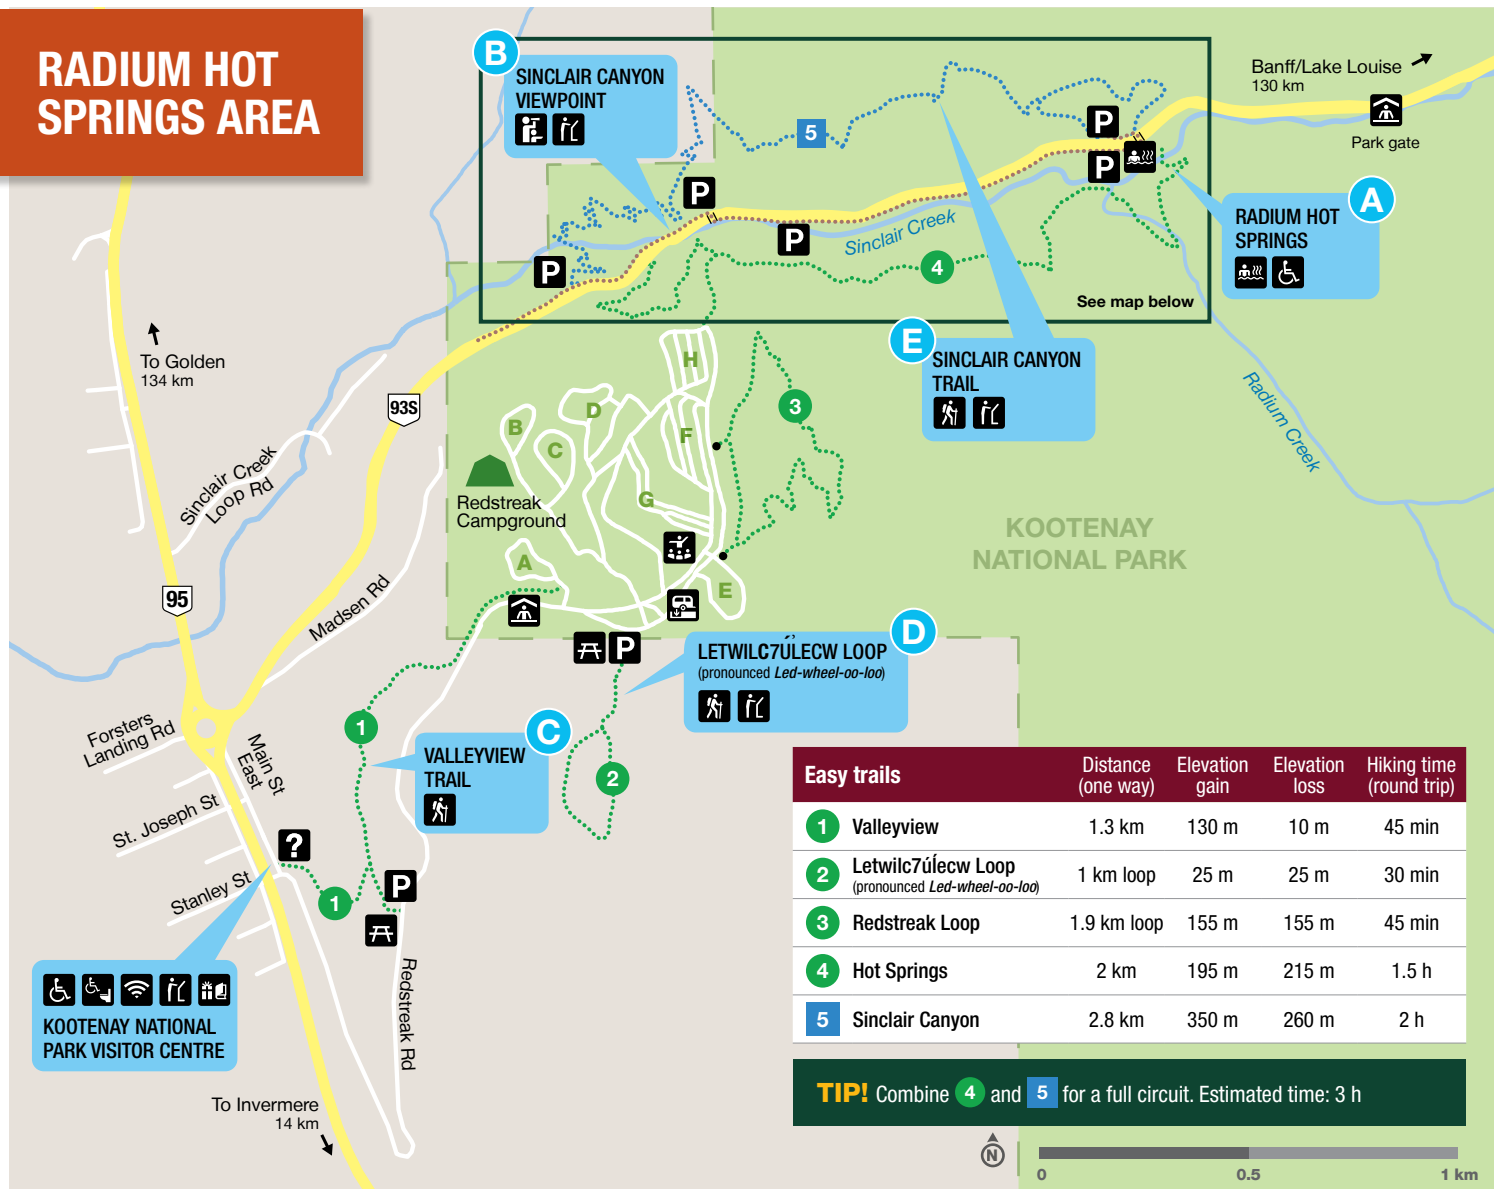 RADIUM HOT
SPRINGS AREA
B
SINCLAIR CANYON
VIEWPOINT
Banff/Lake Louise
130 km
Park gate
5
P
P
P
P
P
A
RADIUM HOT
SPRINGS
Sinclair Creek
4
See map below
E
SINCLAIR CANYON
TRAIL
To Golden
134 km
93S
H
D
B
C
F
G
A
E
3
Radium Creek
Redstreak
Campground
KOOTENAY
NATIONAL PARK
Sinclair Creek
Loop Rd
95
Madsen Rd
P
D
LETWILC7ÚĹECW LOOP
(pronounced Led-wheel-oo-loo)
Forsters
Landing Rd
Main St
East
1
C
VALLEYVIEW
TRAIL
2
St. Joseph St
?
Stanley St
1
P
Redstreak Rd
KOOTENAY NATIONAL
PARK VISITOR CENTRE
To Invermere
14 km
Easy trails Distance (one way) Elevation gain Elevation loss Hiking time (round trip)
1 Valleyview 1.3 km 130 m 10 m 45 min
2 Letwilc7úĺecw Loop 1 km loop 25 m 25 m 30 min
(pronounced Led-wheel-oo-loo)
3 Redstreak Loop 1.9 km loop 155 m 155 m 45 min
4 Hot Springs 2 km 195 m 215 m 1.5 h
5 Sinclair Canyon 2.8 km 350 m 260 m 2 h
TIP! Combine 4 and 5 for a full circuit. Estimated time: 3 h
N
0 0.5 1 km